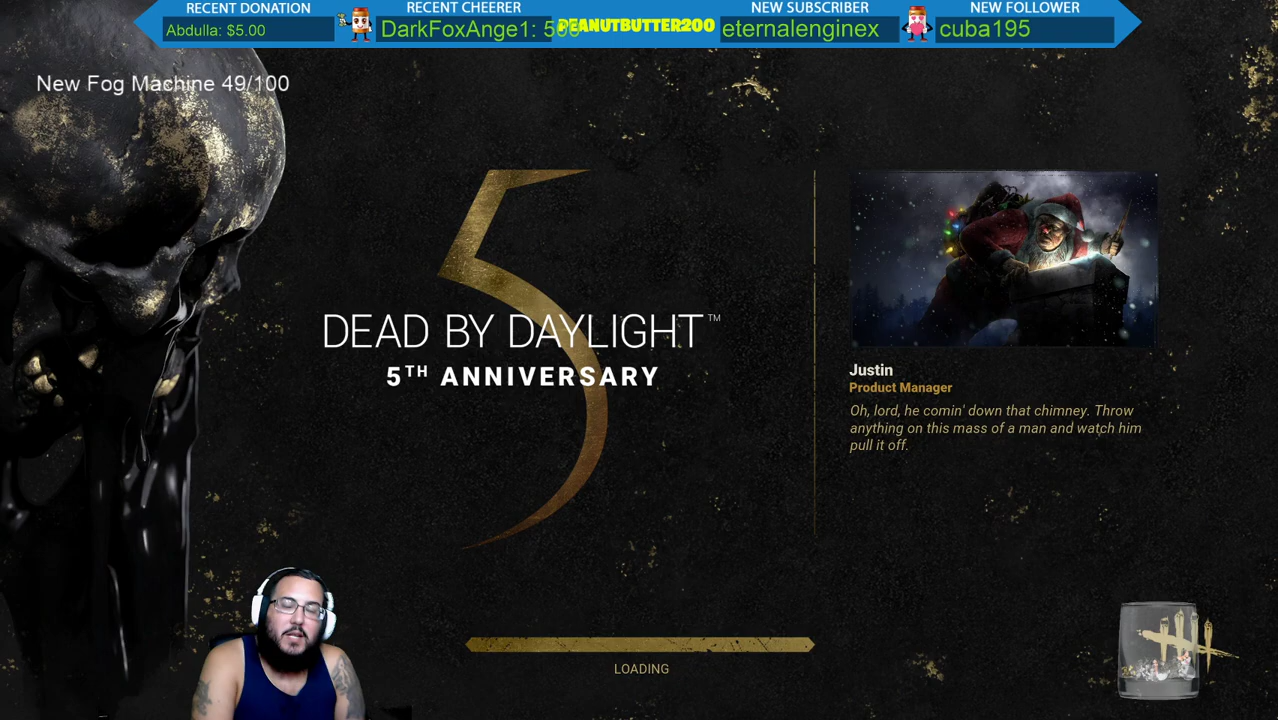 RECENT DONATION
Abdulla: $5.00
RECENT CHEERER
DarkFoxAnge1:
PEANUTBUTTER200
NEW SUBSCRIBER
eternalenginex
NEW FOLLOWER
cuba195
New Fog Machine 49/100
5
DEAD BY DAYLIGHT™
5TH ANNIVERSARY
Justin
Product Manager
Oh, lord, he comin' down that chimney. Throw
anything on this mass of a man and watch him
pull it off.
LOADING